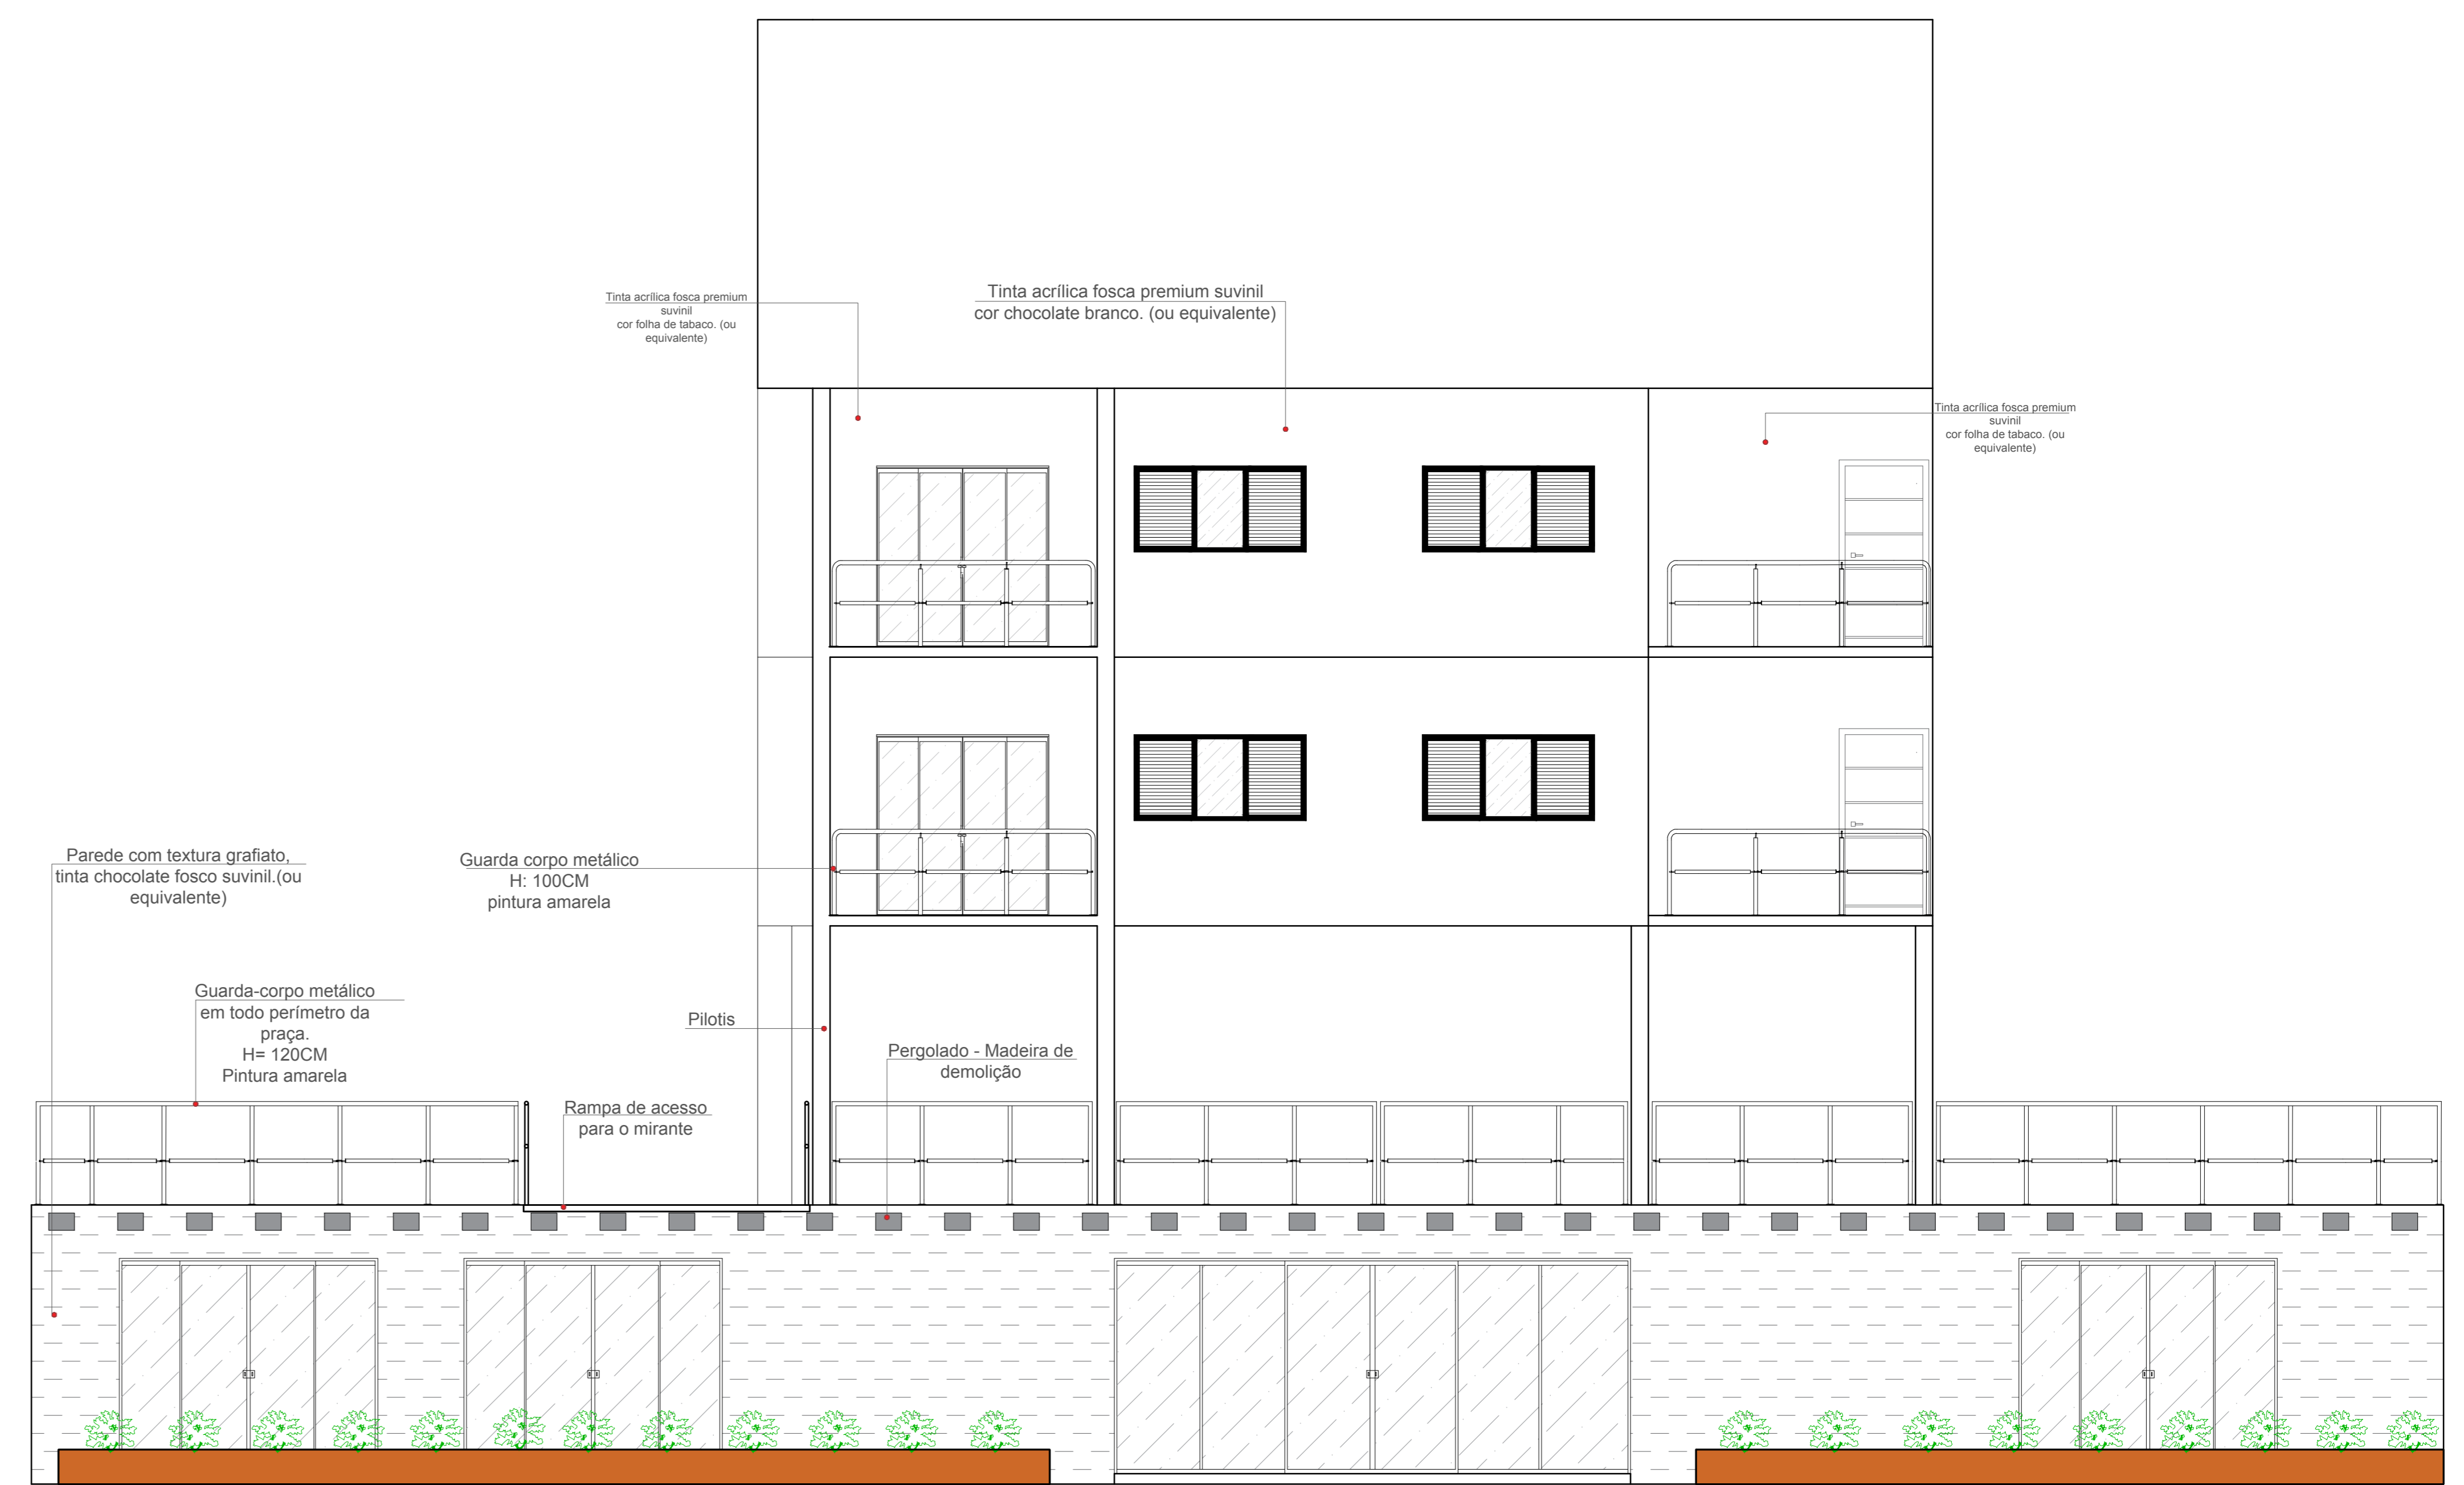 Tinta acrílica fosca premium
suvinil
cor folha de tabaco. (ou
equivalente)
Tinta acrílica fosca premium suvinil
cor chocolate branco. (ou equivalente)
Tinta acrílica fosca premium
suvinil
cor folha de tabaco. (ou
equivalente)
Parede com textura grafiato,
tinta chocolate fosco suvinil.(ou
equivalente)
Guarda corpo metálico
H: 100CM
pintura amarela
Guarda-corpo metálico
em todo perímetro da
praça.
H= 120CM
Pintura amarela
Pilotis
Pergolado - Madeira de
demolição
Rampa de acesso
para o mirante